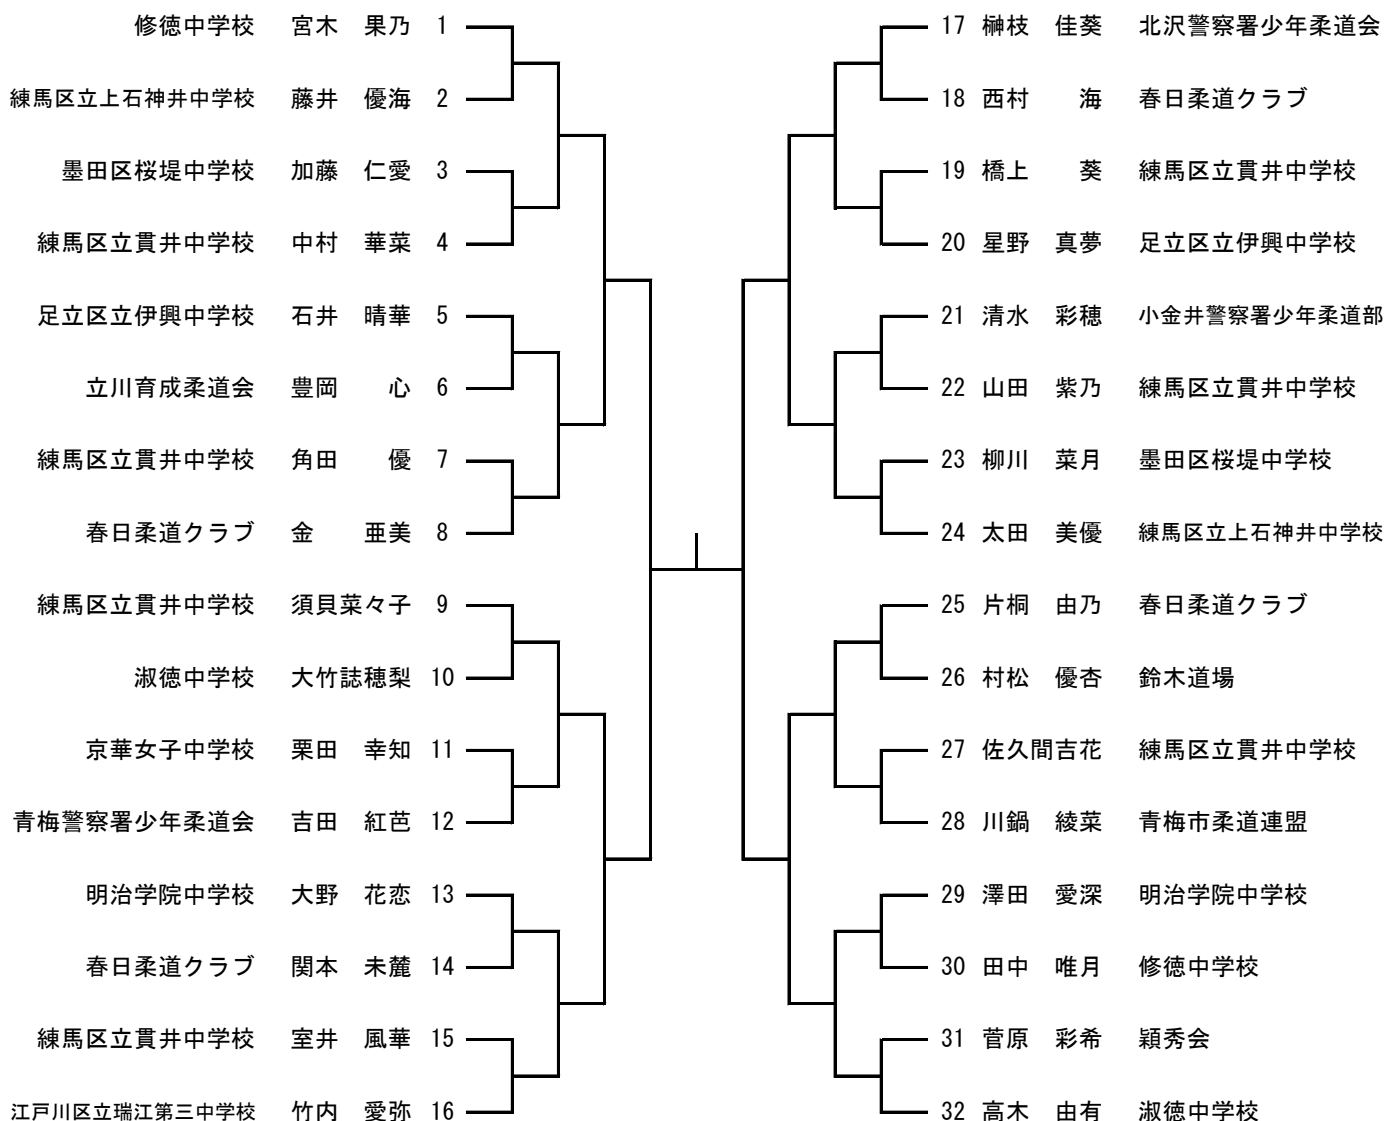 修徳中学校 宮木 果乃 1
練馬区立上石神井中学校 藤井 優海 2
墨田区桜堤中学校 加藤 仁愛 3
練馬区立貫井中学校 中村 華菜 4
足立区立伊興中学校 石井 晴華 5
立川育成柔道会 豊岡 心 6
練馬区立貫井中学校 角田 優 7
春日柔道クラブ 金 亜美 8
練馬区立貫井中学校 須貝菜々子 9
淑徳中学校 大竹誌穂梨 10
京華女子中学校 栗田 幸知 11
青梅警察署少年柔道会 吉田 紅芭 12
明治学院中学校 大野 花恋 13
春日柔道クラブ 関本 未麓 14
練馬区立貫井中学校 室井 風華 15
江戸川区立瑞江第三中学校 竹内 愛弥 16
17 榊枝 佳葵 北沢警察署少年柔道会
18 西村 海 春日柔道クラブ
19 橋上 葵 練馬区立貫井中学校
20 星野 真夢 足立区立伊興中学校
21 清水 彩穂 小金井警察署少年柔道部
22 山田 紫乃 練馬区立貫井中学校
23 柳川 菜月 墨田区桜堤中学校
24 太田 美優 練馬区立上石神井中学校
25 片桐 由乃 春日柔道クラブ
26 村松 優杏 鈴木道場
27 佐久間吉花 練馬区立貫井中学校
28 川鍋 綾菜 青梅市柔道連盟
29 澤田 愛深 明治学院中学校
30 田中 唯月 修徳中学校
31 菅原 彩希 穎秀会
32 高木 由有 淑徳中学校